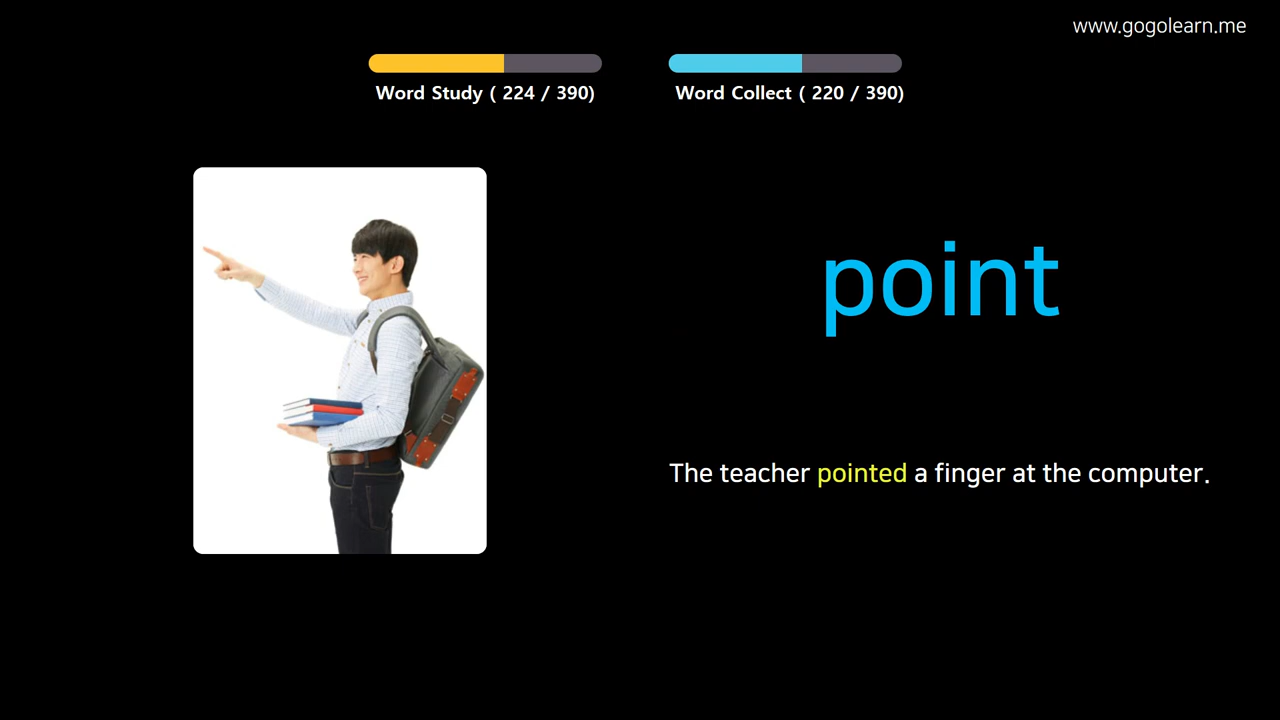 www.gogolearn.me
Word Study ( 224 / 390)
Word Collect ( 220 / 390)
point
The teacher pointed a finger at the computer.